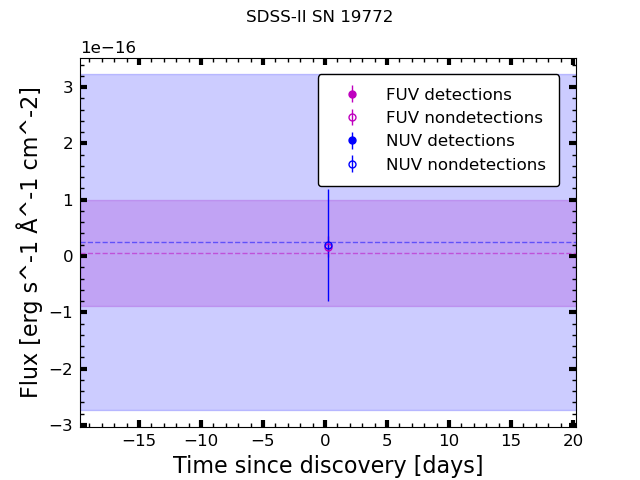 SDSS-II SN 19772
1e−16
FUV detections
FUV nondetections
NUV detections
NUV nondetections
3
2
1
0
−1
−2
−3
Flux [erg s^-1 Å^-1 cm^-2]
−15 −10 −5 0 5 10 15 20
Time since discovery [days]